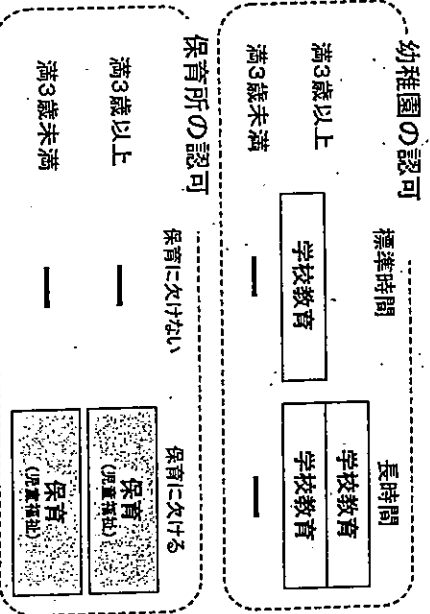 幼稚園の認可
標準時間
長時間
満3歳以上
学校教育
学校教育
学校教育
満3歳未満
—
—
保育所の認可
保育に欠けない
保育に欠ける
満3歳以上
—
保育
(児童福祉)
満3歳未満
—
保育
(児童福祉)